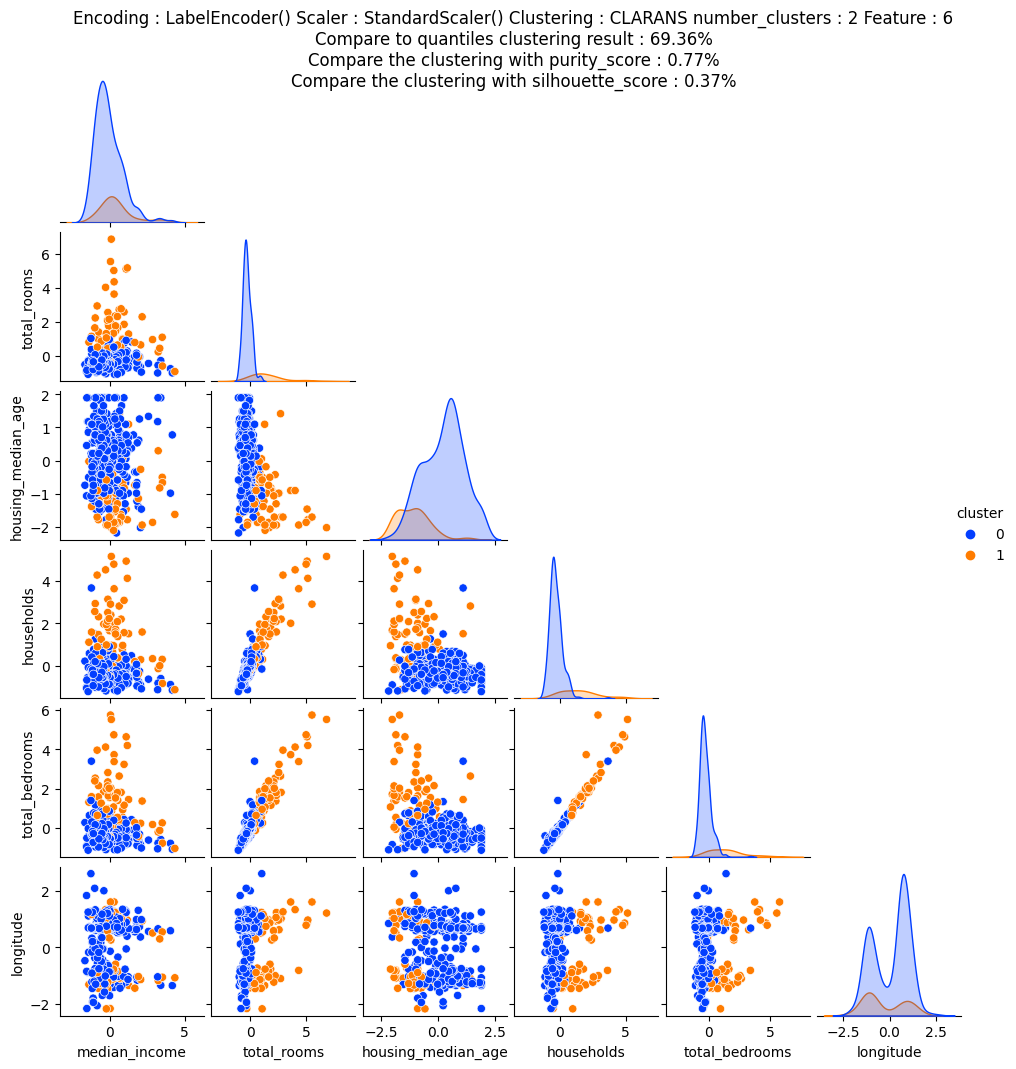 Encoding : LabelEncoder() Scaler : StandardScaler() Clustering : CLARANS number_clusters : 2 Feature : 6
Compare to quantiles clustering result : 69.36%
Compare the clustering with purity_score : 0.77%
Compare the clustering with silhouette_score : 0.37%
total_rooms
6
4
2
0
housing_median_age
2
1
0
−1
−2
cluster
0
1
households
4
2
0
total_bedrooms
6
4
2
0
longitude
2
0
−2
0 5
0 5
−2.5 0.0 2.5
0 5
0 5
−2.5 0.0 2.5
median_income
total_rooms
housing_median_age
households
total_bedrooms
longitude